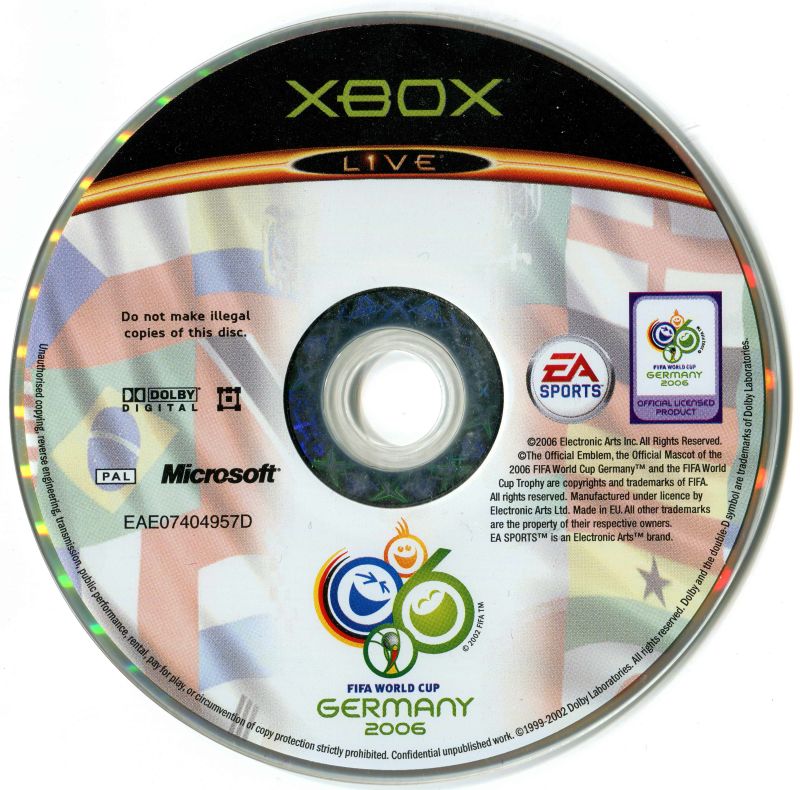 XBOX
LIVE
Do not make illegal
copies of this disc.
DOLBY
DIGITAL
PAL
Microsoft
EAE07404957D
EA
SPORTS™
FIFA WORLD CUP
GERMANY
2006
OFFICIAL LICENSED
PRODUCT
©2006 Electronic Arts Inc. All Rights Reserved.
©The Official Emblem, the Official Mascot of the
2006 FIFA World Cup Germany™ and the FIFA World
Cup Trophy are copyrights and trademarks of FIFA.
All rights reserved. Manufactured under licence by
Electronic Arts Ltd. Made in EU. All other trademarks
are the property of their respective owners.
EA SPORTS™ is an Electronic Arts™ brand.
© 2002 FIFA TM
FIFA WORLD CUP
GERMANY
2006
Unauthorised copying, reverse engineering, transmission, public performance, rental, pay for play, or circumvention of copy protection strictly prohibited. Confidential unpublished work. ©1999-2002 Dolby Laboratories. All rights reserved. Dolby and the double-D symbol are trademarks of Dolby Laboratories.